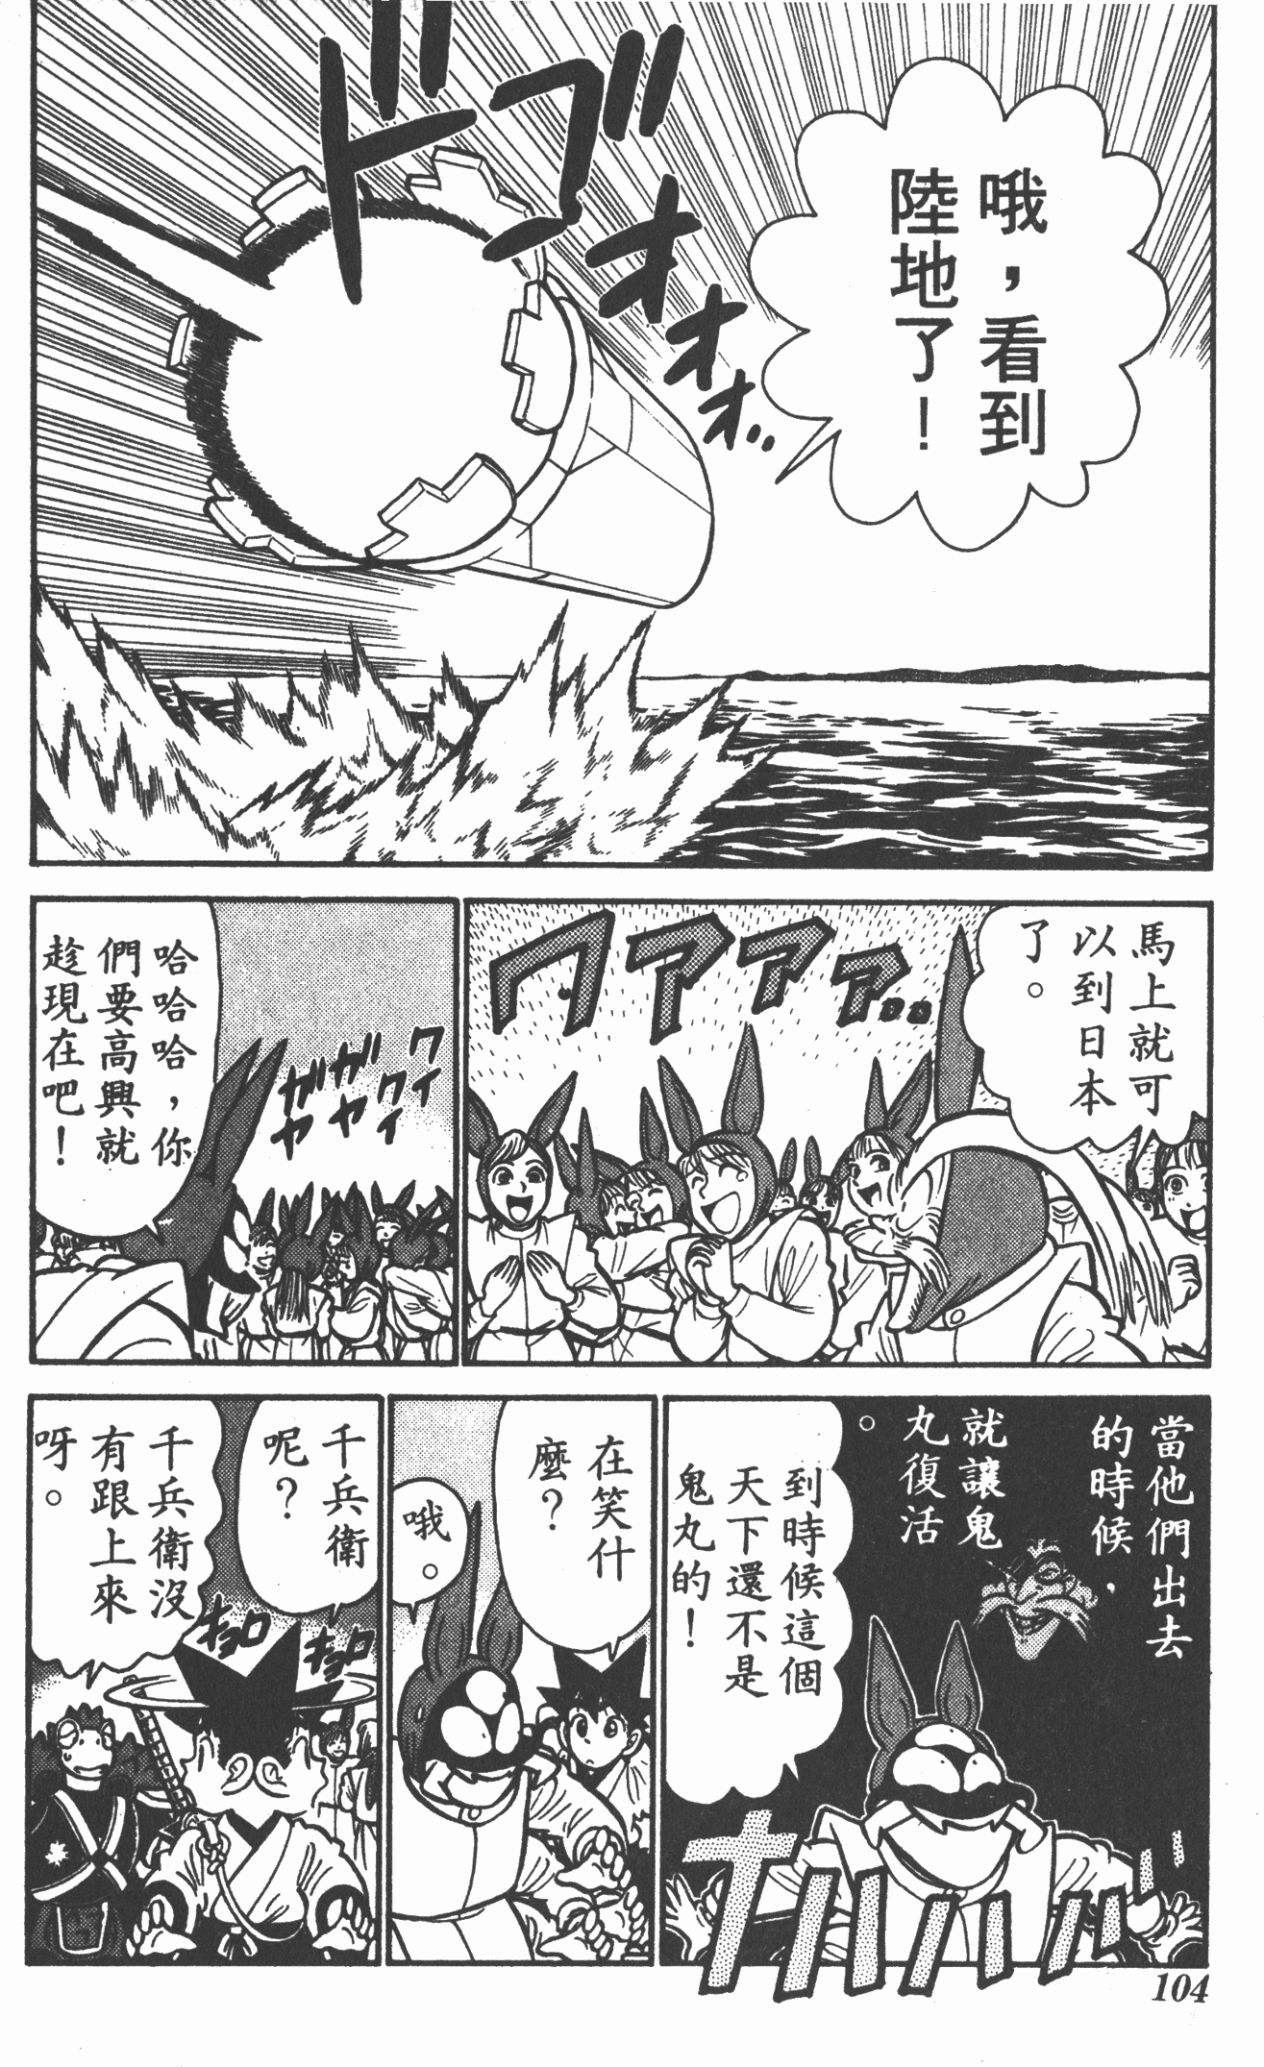 哦，看到
陸地了！
ドゴオオオ..
馬上就可
以到日本
了。
ワアアア...
哈哈哈，你
們要高興就
趁現在吧！
ワイワイ
ガヤガヤ
當他們出去
的時候，
就讓鬼
丸復活
。
到時候這個
天下還不是
鬼丸的！
ナハハハハ
在笑什
麼？
哦。
千兵衛
呢？
千兵衛沒
有跟上來
呀。
キョロ
キョロ
104